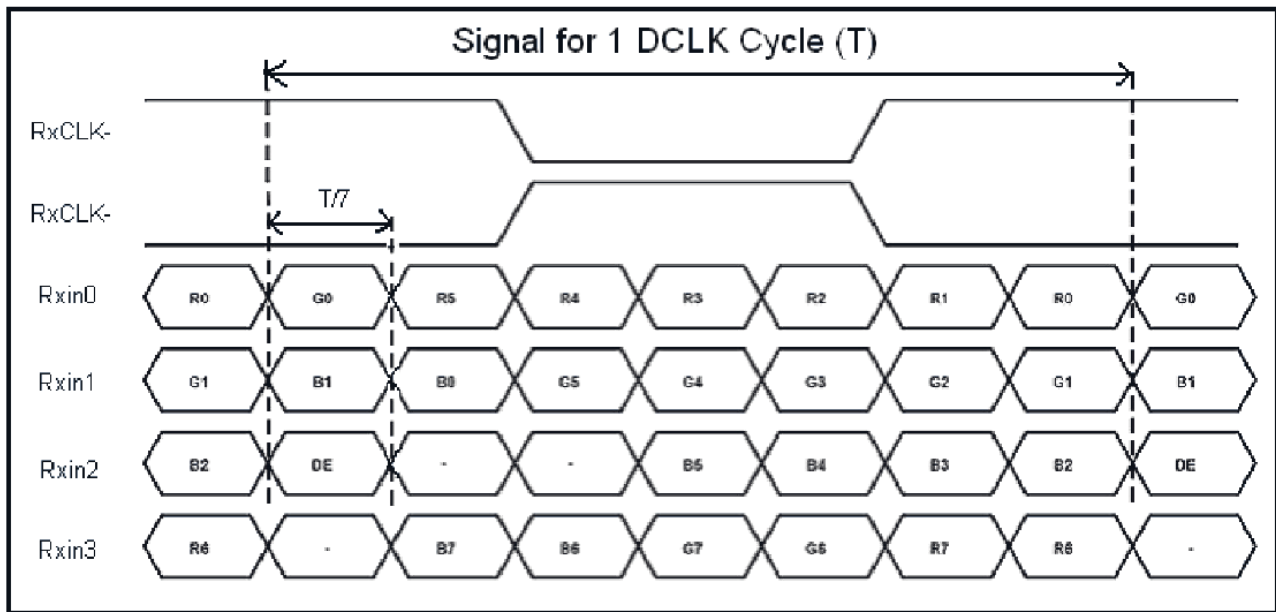 Signal for 1 DCLK Cycle (T)
RxCLK-
T/7
RxCLK-
Rxin0 R0 G0 R5 R4 R3 R2 R1 R0 G0
Rxin1 G1 B1 B0 G5 G4 G3 G2 G1 B1
Rxin2 B2 DE - - B5 B4 B3 B2 DE
Rxin3 R6 - B7 B6 G7 G6 R7 R6 -